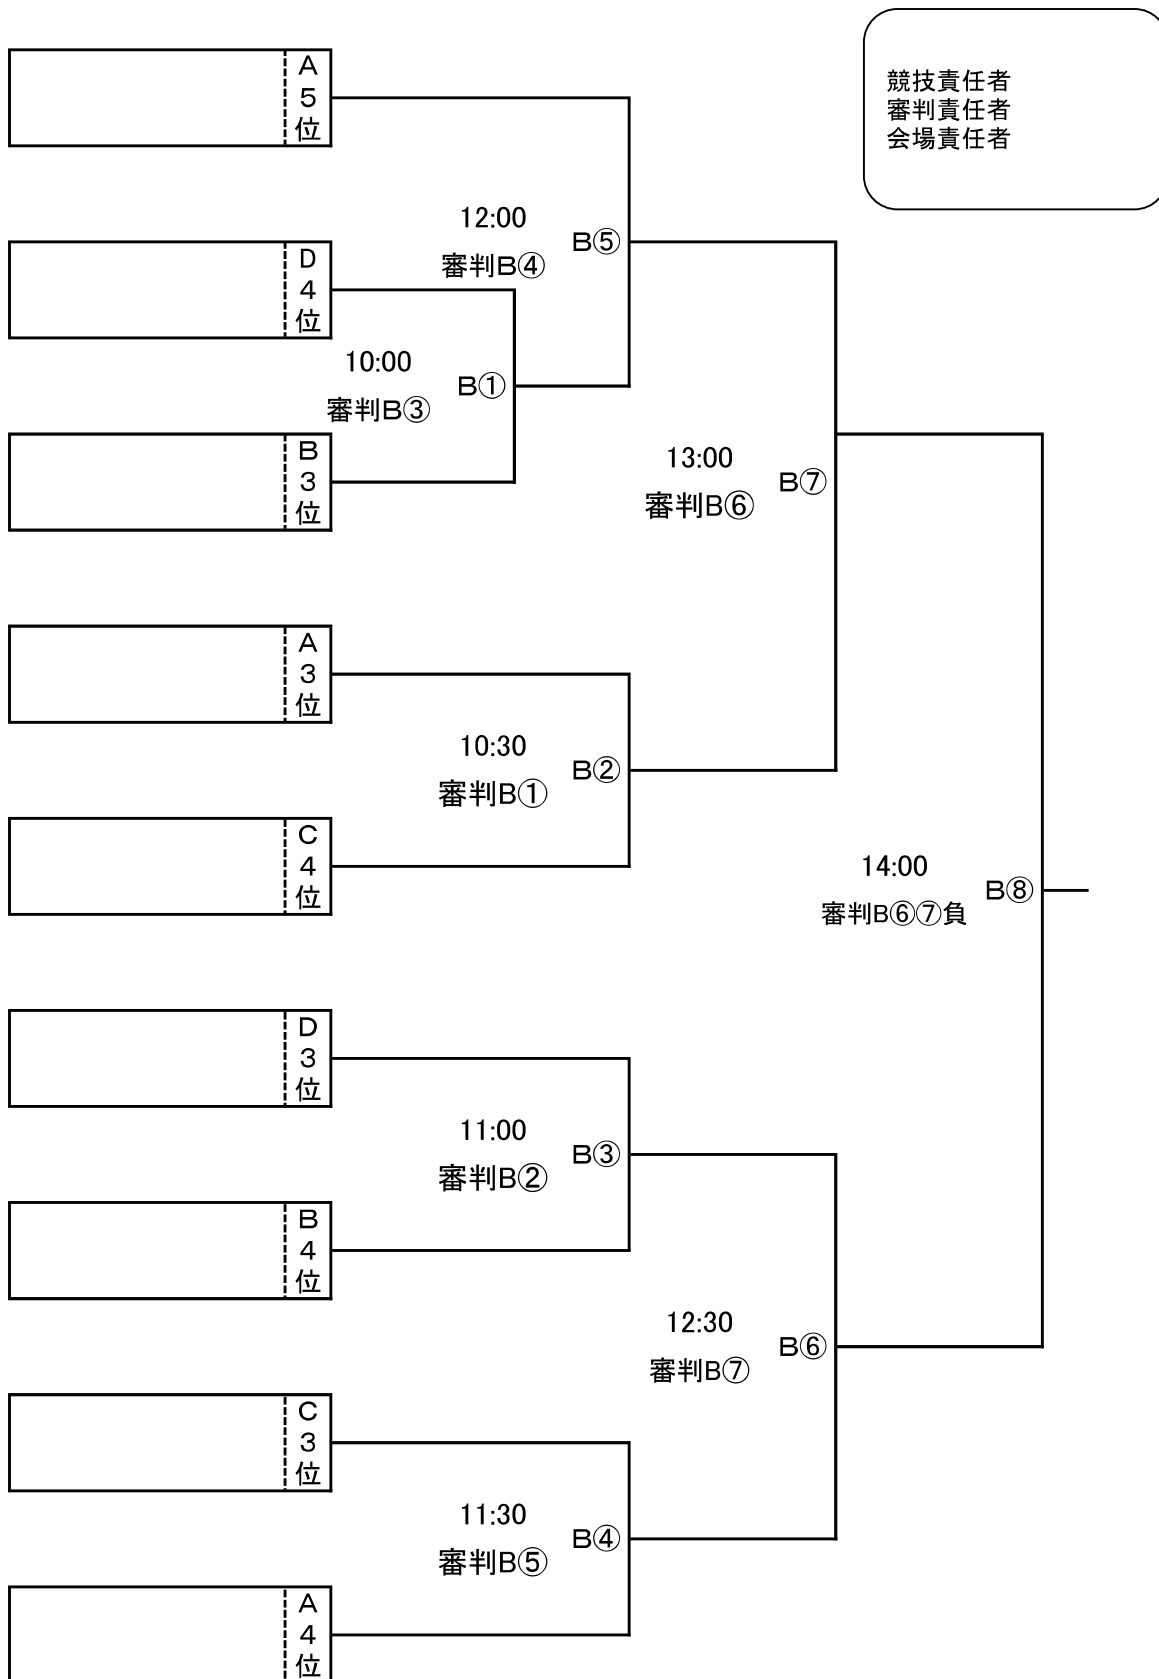 競技責任者
審判責任者
会場責任者
A
5
位
12:00
審判B④
B⑤
D
4
位
10:00
審判B③
B①
B
3
位
13:00
審判B⑥
B⑦
A
3
位
10:30
審判B①
B②
C
4
位
14:00
審判B⑥⑦負
B⑧
D
3
位
11:00
審判B②
B③
B
4
位
12:30
審判B⑦
B⑥
C
3
位
11:30
審判B⑤
B④
A
4
位